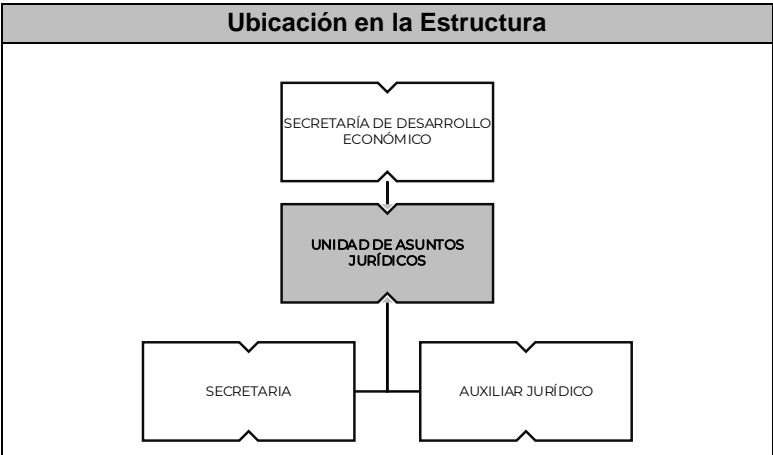 Ubicación en la Estructura
SECRETARÍA DE DESARROLLO
ECONÓMICO
UNIDAD DE ASUNTOS
JURÍDICOS
SECRETARIA
AUXILIAR JURÍDICO